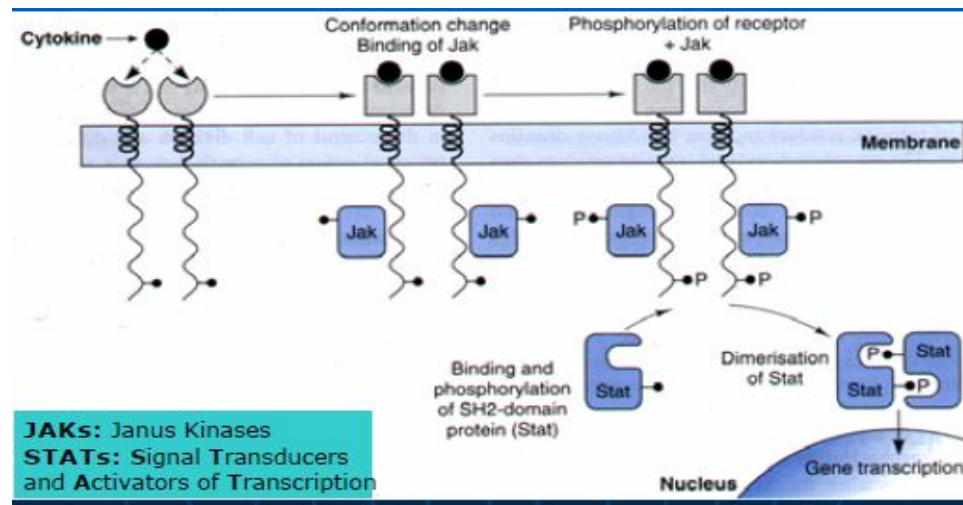 Cytokine
Conformation change
Binding of Jak
Phosphorylation of receptor
+ Jak
Membrane
Jak
Jak
P
Jak
Jak
P
P
P
Binding and
phosphorylation
of SH2-domain
protein (Stat)
Stat
Dimerisation
of Stat
P
Stat
Stat
P
Gene transcription
Nucleus
JAKs: Janus Kinases
STATs: Signal Transducers
and Activators of Transcription